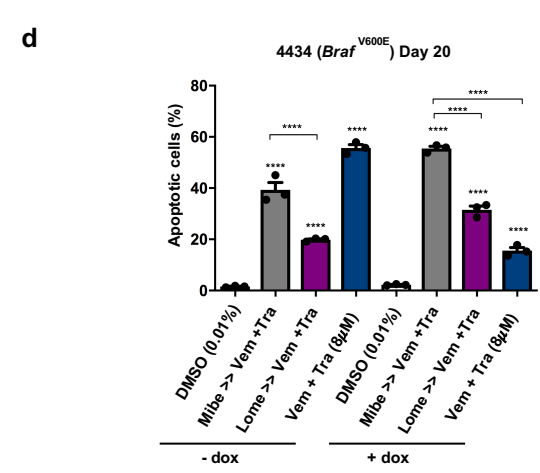 d
4434 (Braf V600E) Day 20
Apoptotic cells (%)
80
60
40
20
0
****
****
****
****
****
****
****
****
****
DMSO (0.01%)
Mibe >> Vem +Tra
Lome >> Vem +Tra
Vem + Tra (8µM)
DMSO (0.01%)
Mibe >> Vem +Tra
Lome >> Vem +Tra
Vem + Tra (8µM)
- dox
+ dox